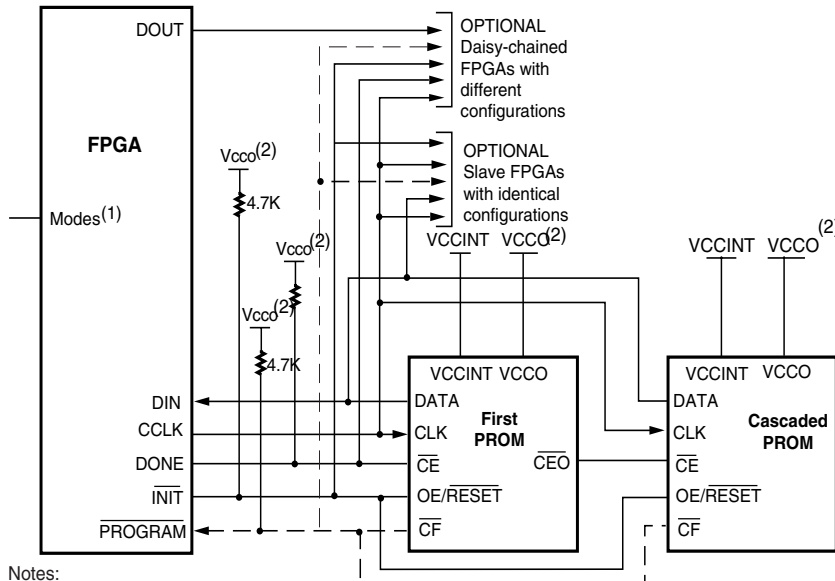 DOUT
OPTIONAL
Daisy-chained
FPGAs with
different
configurations
FPGA
OPTIONAL
Slave FPGAs
with identical
configurations
Vcco(2)
4.7K
Modes(1)
Vcco(2)
Vcco(2)
4.7K
VCCINT
VCCO(2)
VCCINT
VCCO(2)
VCCINT VCCO
VCCINT VCCO
DIN
DATA
First
PROM
DATA
Cascaded
PROM
CCLK
CLK
CLK
DONE
CE
CEO
CE
INIT
OE/RESET
OE/RESET
PROGRAM
CF
CF
Notes: